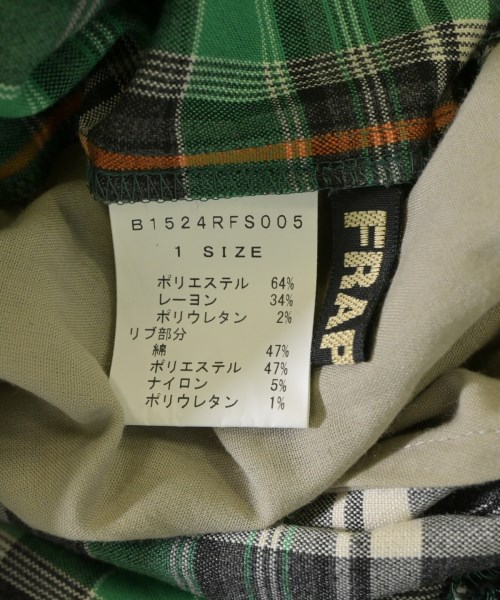 B1524RFS005
1 SIZE
ポリエステル 64%
レーヨン 34%
ポリウレタン 2%
リブ部分
綿 47%
ポリエステル 47%
ナイロン 5%
ポリウレタン 1%
FRAP